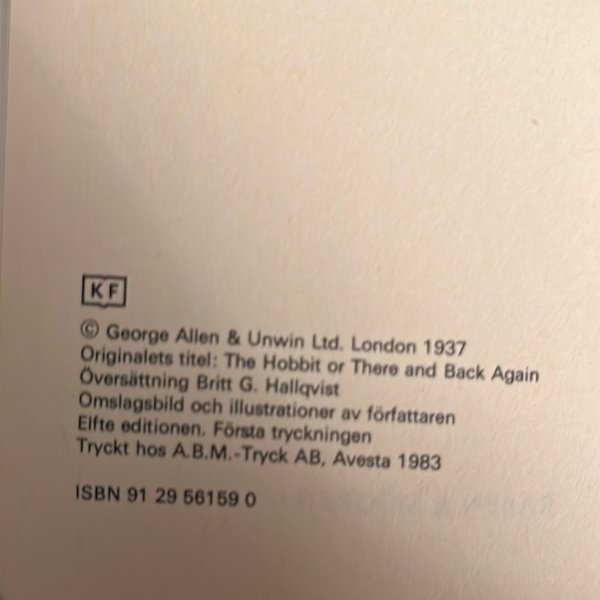 KF
© George Allen & Unwin Ltd. London 1937
Originalets titel: The Hobbit or There and Back Again
Översättning Britt G. Hallqvist
Omslagsbild och illustrationer av författaren
Elfte editionen. Första tryckningen
Tryckt hos A.B.M.-Tryck AB, Avesta 1983
ISBN 91 29 56159 0